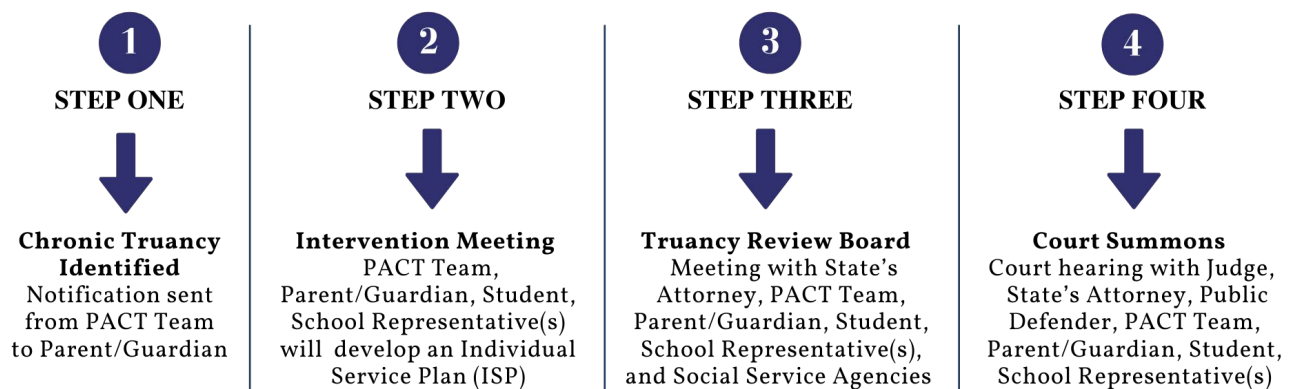 1
STEP ONE
Chronic Truancy
Identified
Notification sent
from PACT Team
to Parent/Guardian
2
STEP TWO
Intervention Meeting
PACT Team,
Parent/Guardian, Student,
School Representative(s)
will develop an Individual
Service Plan (ISP)
3
STEP THREE
Truancy Review Board
Meeting with State's
Attorney, PACT Team,
Parent/Guardian, Student,
School Representative(s),
and Social Service Agencies
4
STEP FOUR
Court Summons
Court hearing with Judge,
State's Attorney, Public
Defender, PACT Team,
Parent/Guardian, Student,
School Representative(s)